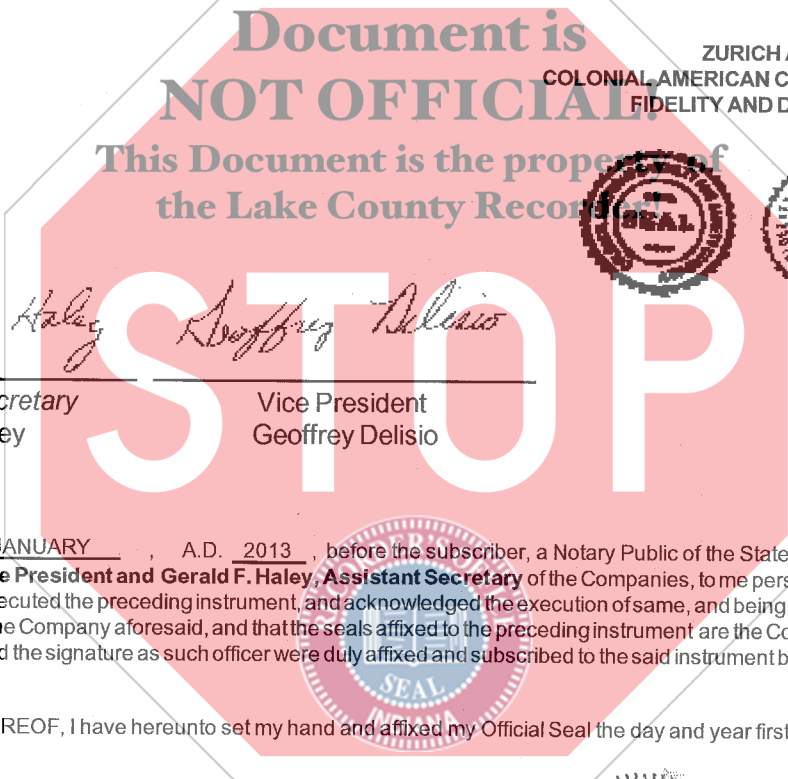 Document is
NOT OFFICIAL!
This Document is the property of
the Lake County Recorder!
ZURICH A
COLONIAL AMERICAN C
FIDELITY AND D
SEAL
STOP
Haley Geoffrey Delisio
cretary Vice President
ey Geoffrey Delisio
ANUARY , A.D. 2013 , before the subscriber, a Notary Public of the State
e President and Gerald F. Haley, Assistant Secretary of the Companies, to me pers
ecuted the preceding instrument, and acknowledged the execution of same, and being
e Company aforesaid, and that the seals affixed to the preceding instrument are the Co
d the signature as such officer were duly affixed and subscribed to the said instrument b
SEAL
INDIANA
REOF, I have hereunto set my hand and affixed my Official Seal the day and year first